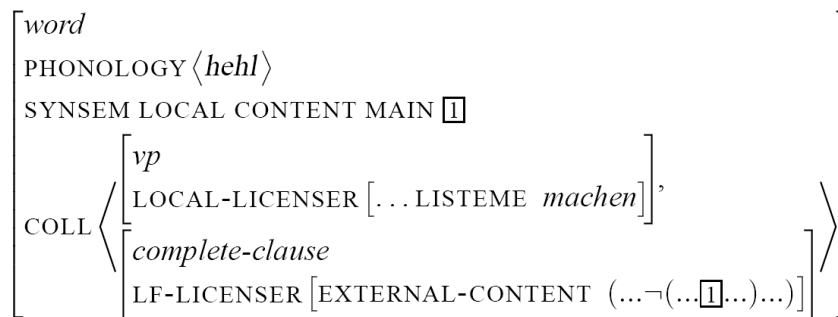 word
PHONOLOGY ⟨hehl⟩
SYNSEM LOCAL CONTENT MAIN 1
COLL ⟨[vp
LOCAL-LICENSER [... LISTEME machen]],
[complete-clause
LF-LICENSER [EXTERNAL-CONTENT (...¬(...1...)...)]]⟩